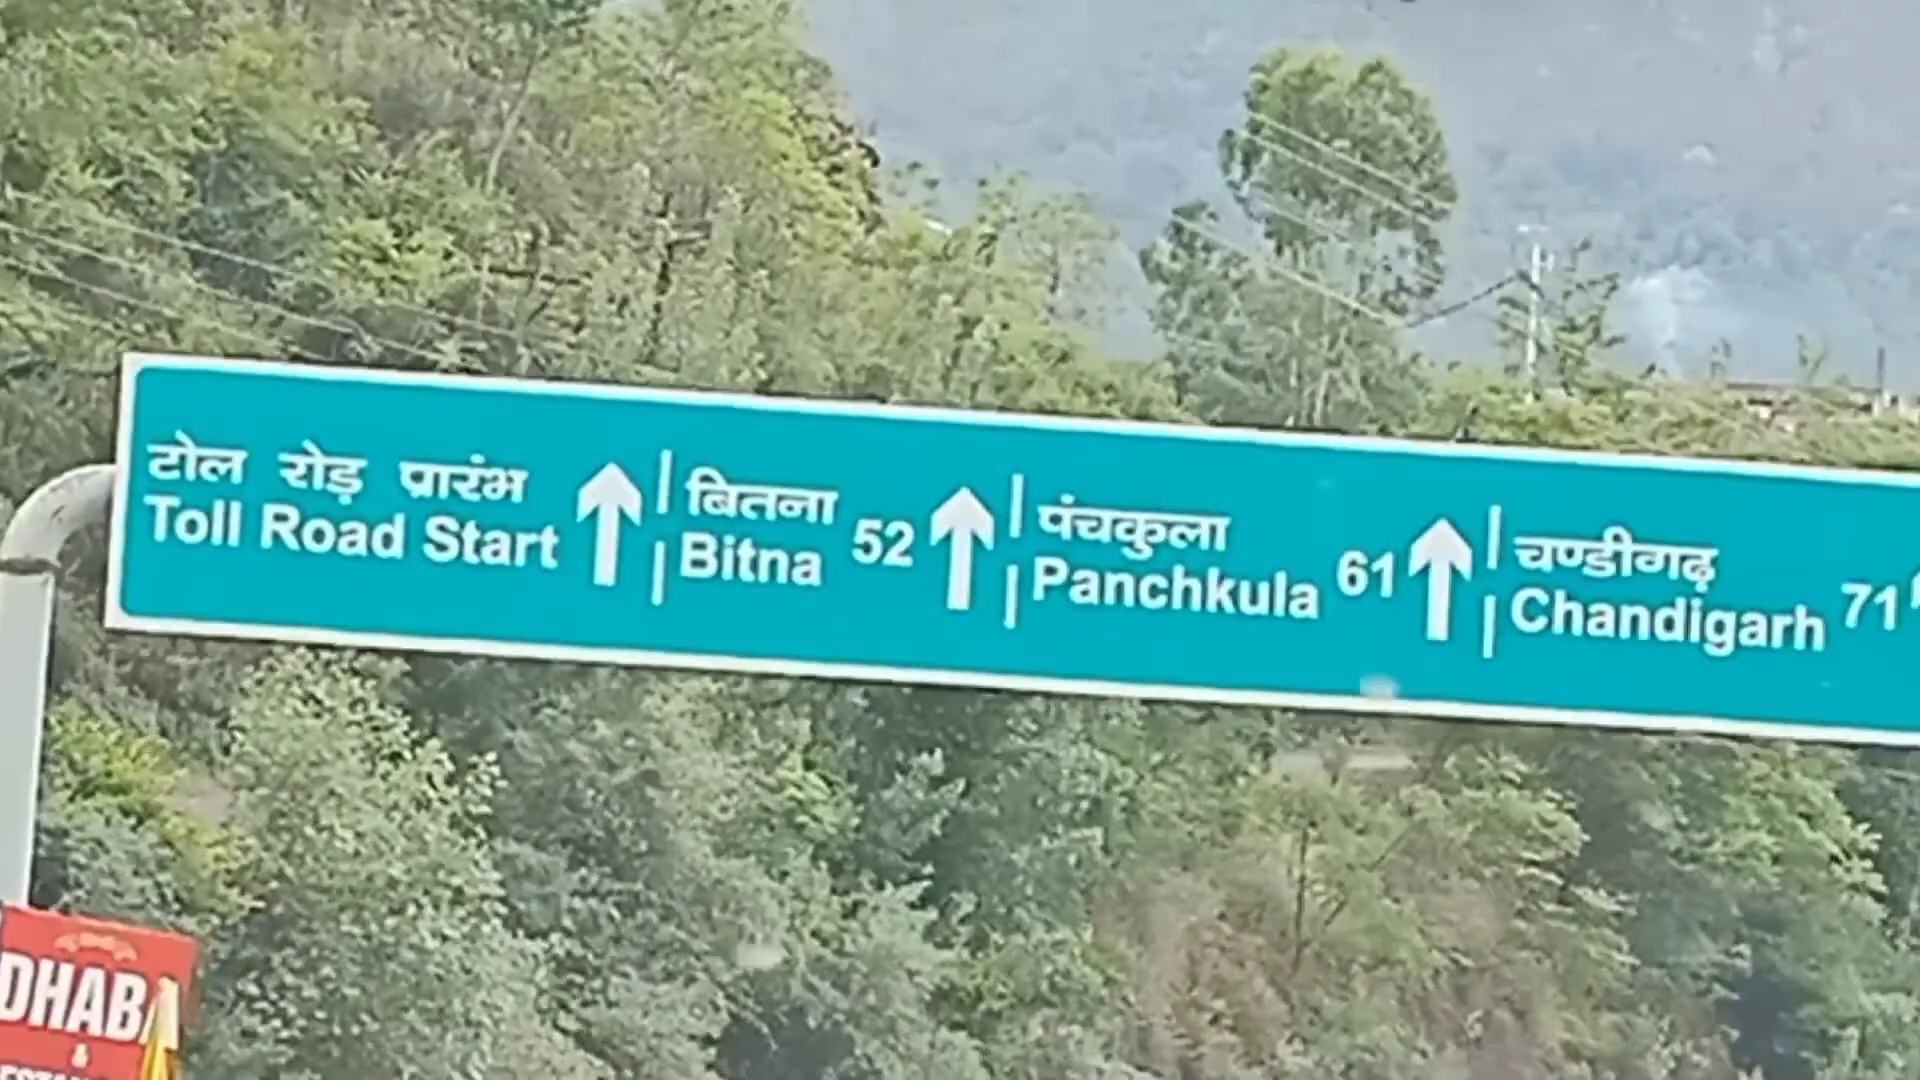 टोल रोड़ प्रारंभ
Toll Road Start
बितना
Bitna 52
पंचकुला
Panchkula 61
चण्डीगढ़
Chandigarh 71
DHABA
&